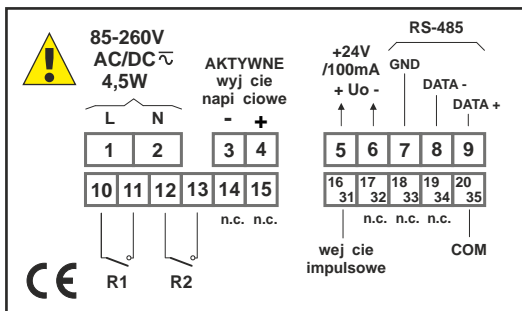 85-260V
AC/DC
4,5W
L N
AKTYWNE
wyj cie
napi ciowe
- +
+24V
/100mA
+ Uo -
RS-485
GND
DATA -
DATA +
1 2 3 4 5 6 7 8 9
10 11 12 13 14 15
16 31 17 32 18 33 19 34 20 35
n.c. n.c.
n.c. n.c. n.c.
R1 R2
wej cie
impulsowe
COM
CE